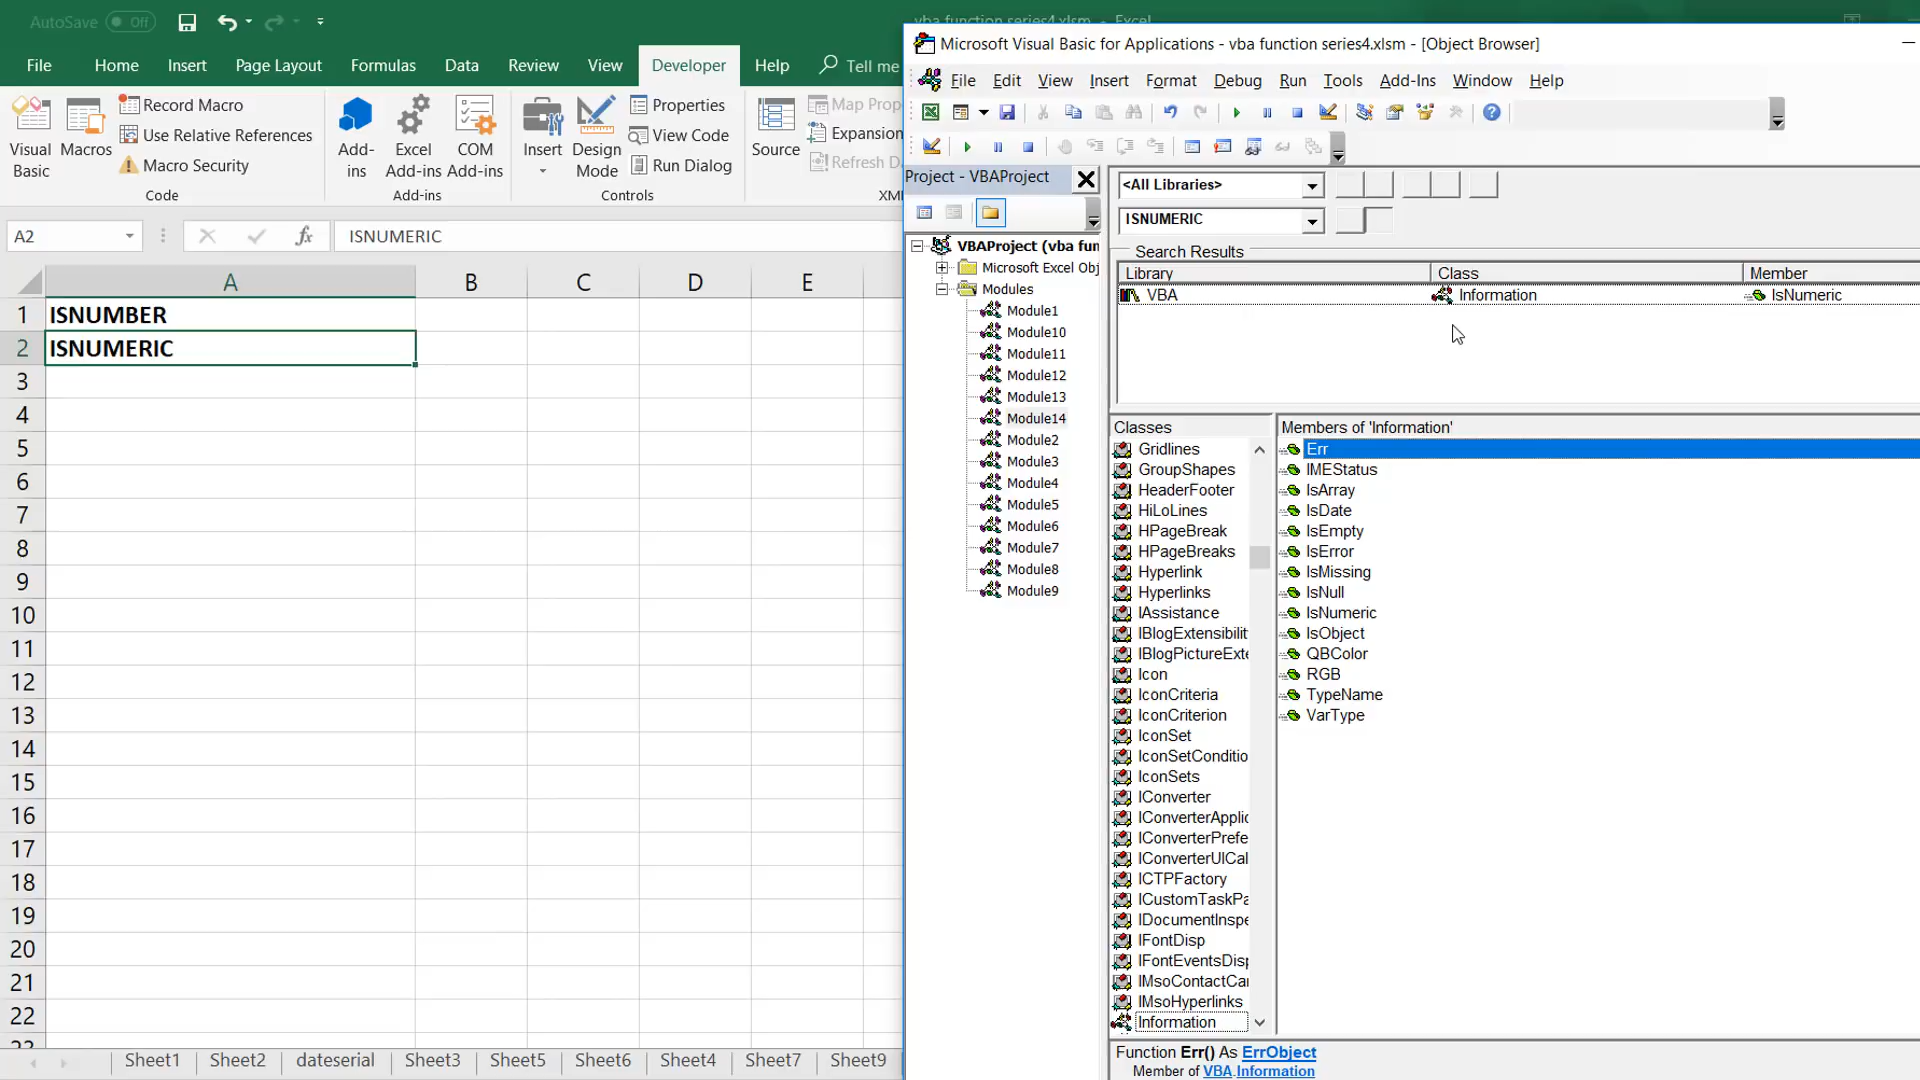 AutoSave Off
vba function series4.xlsm - Excel
File Home Insert Page Layout Formulas Data Review View Developer Help Tell me
Visual Basic
Macros
Record Macro
Use Relative References
Macro Security
Code
Add-ins
Excel Add-ins
COM Add-ins
Add-ins
Insert
Design Mode
Properties
View Code
Run Dialog
Controls
Source
Map Prop
Expansion
Refresh D
XM
A2
fx
ISNUMERIC
A B C D E
1 ISNUMBER
2 ISNUMERIC
3
4
5
6
7
8
9
10
11
12
13
14
15
16
17
18
19
20
21
22
Sheet1 Sheet2 dateserial Sheet3 Sheet5 Sheet6 Sheet4 Sheet7 Sheet9
Microsoft Visual Basic for Applications - vba function series4.xlsm - [Object Browser]
File Edit View Insert Format Debug Run Tools Add-Ins Window Help
Project - VBAProject
VBAProject (vba fun
Microsoft Excel Obj
Modules
Module1
Module10
Module11
Module12
Module13
Module14
Module2
Module3
Module4
Module5
Module6
Module7
Module8
Module9
<All Libraries>
ISNUMERIC
Search Results
Library Class Member
VBA Information IsNumeric
Classes
Gridlines
GroupShapes
HeaderFooter
HiLoLines
HPageBreak
HPageBreaks
Hyperlink
Hyperlinks
IAssistance
IBlogExtensibilit
IBlogPictureExte
Icon
IconCriteria
IconCriterion
IconSet
IconSetConditio
IconSets
IConverter
IConverterApplic
IConverterPrefe
IConverterUICal
ICTPFactory
ICustomTaskPa
IDocumentInspe
IFontDisp
IFontEventsDisp
IMsoContactCar
IMsoHyperlinks
Information
Members of 'Information'
Err
IMEStatus
IsArray
IsDate
IsEmpty
IsError
IsMissing
IsNull
IsNumeric
IsObject
QBColor
RGB
TypeName
VarType
Function Err() As ErrObject
Member of VBA.Information